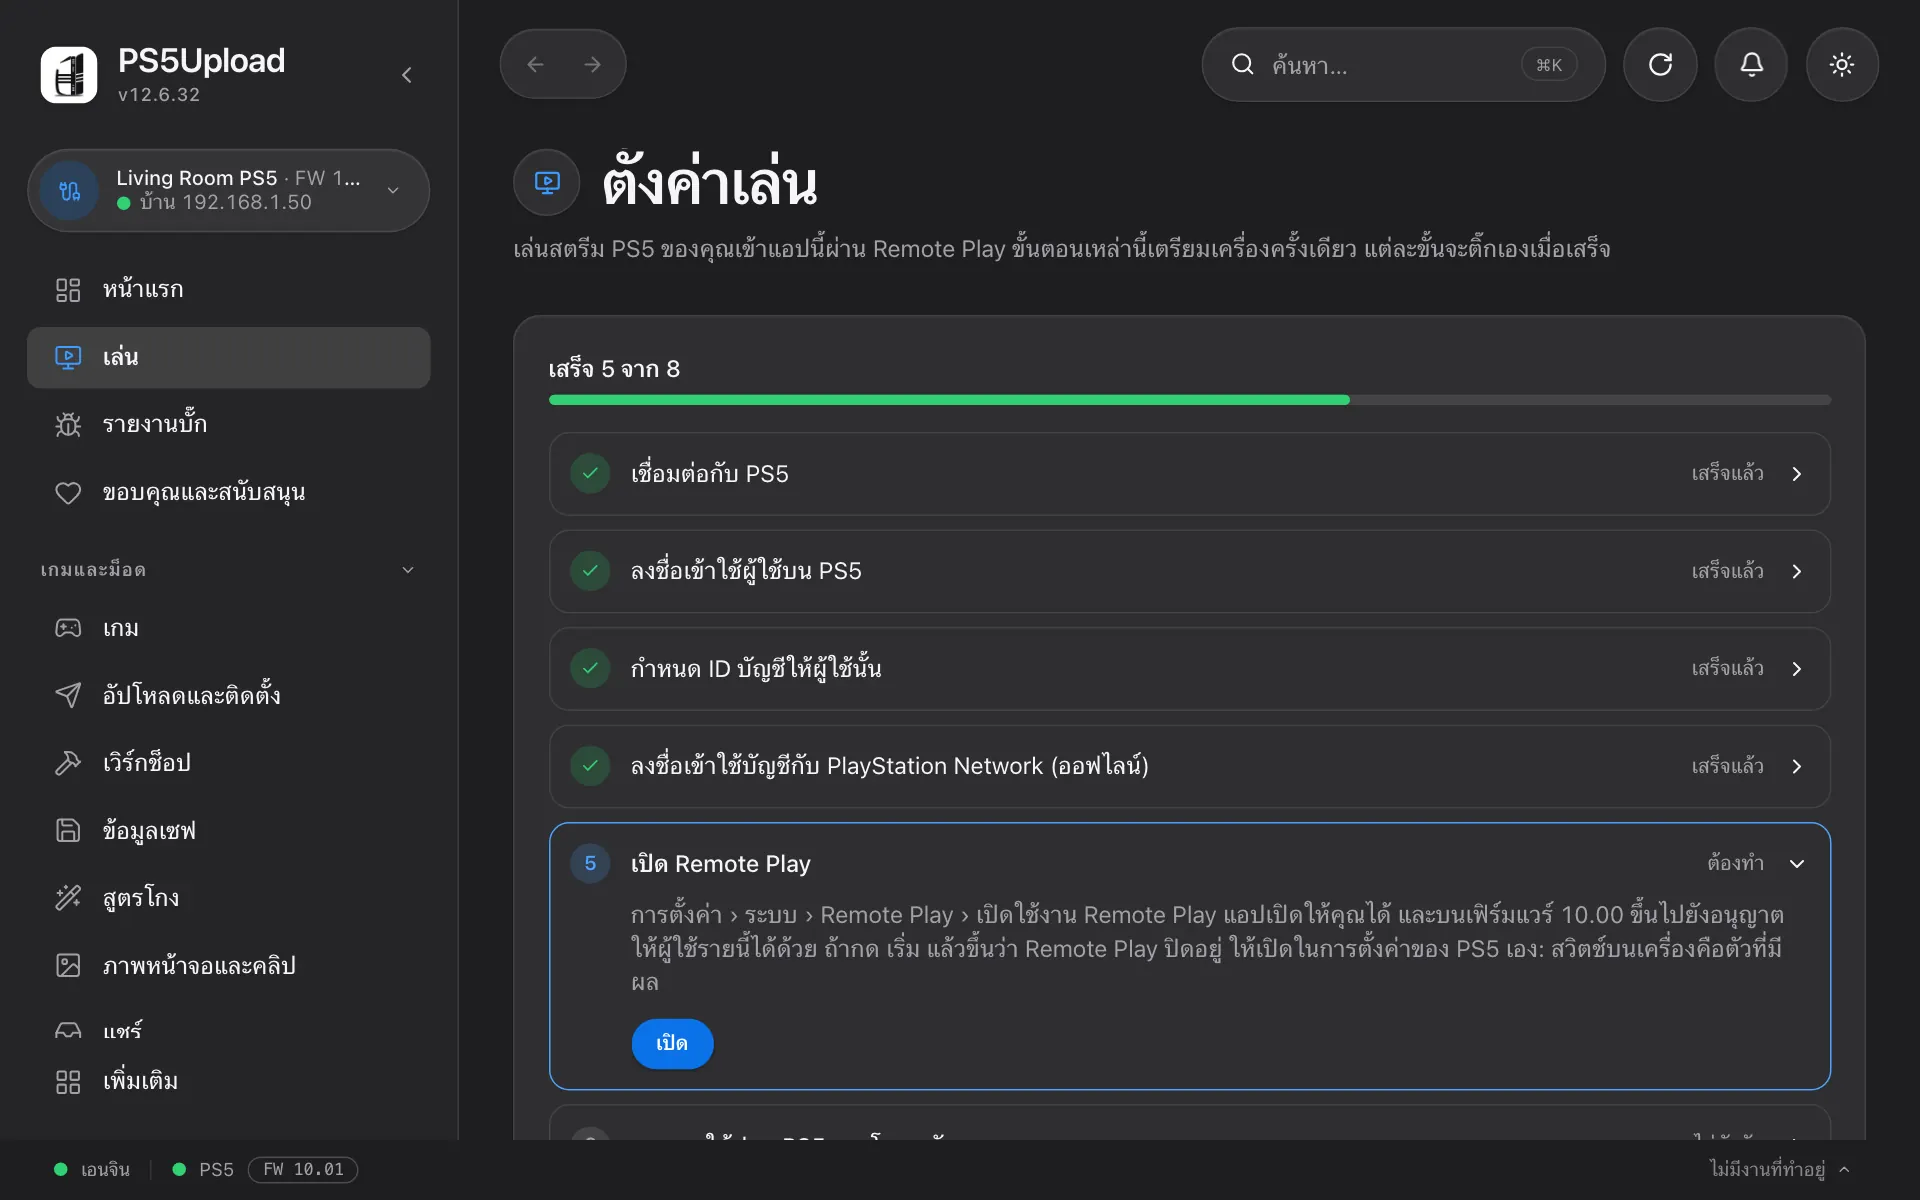 PS5Upload
v12.6.32
Living Room PS5 · FW 1...
บ้าน 192.168.1.50
หน้าแรก
เล่น
รายงานบั๊ก
ขอบคุณและสนับสนุน
เกมและม็อด
เกม
อัปโหลดและติดตั้ง
เวิร์กช็อป
ข้อมูลเซฟ
สูตรโกง
ภาพหน้าจอและคลิป
แชร์
เพิ่มเติม
ค้นหา...
⌘K
ตั้งค่าเล่น
เล่นสตรีม PS5 ของคุณเข้าแอปนี้ผ่าน Remote Play ขั้นตอนเหล่านี้เตรียมเครื่องครั้งเดียว แต่ละขั้นจะติ๊กเองเมื่อเสร็จ
เสร็จ 5 จาก 8
เชื่อมต่อกับ PS5
เสร็จแล้ว
ลงชื่อเข้าใช้ผู้ใช้บน PS5
เสร็จแล้ว
กำหนด ID บัญชีให้ผู้ใช้นั้น
เสร็จแล้ว
ลงชื่อเข้าใช้บัญชีกับ PlayStation Network (ออฟไลน์)
เสร็จแล้ว
5
เปิด Remote Play
ต้องทำ
การตั้งค่า › ระบบ › Remote Play › เปิดใช้งาน Remote Play แอปเปิดให้คุณได้ และบนเฟิร์มแวร์ 10.00 ขึ้นไปยังอนุญาต
ให้ผู้ใช้รายนี้ได้ด้วย ถ้ากด เริ่ม แล้วขึ้นว่า Remote Play ปิดอยู่ ให้เปิดในการตั้งค่าของ PS5 เอง: สวิตช์บนเครื่องคือตัวที่มี
ผล
เปิด
เอนจิน
PS5
FW 10.01
ไม่มีงานที่ทำอยู่